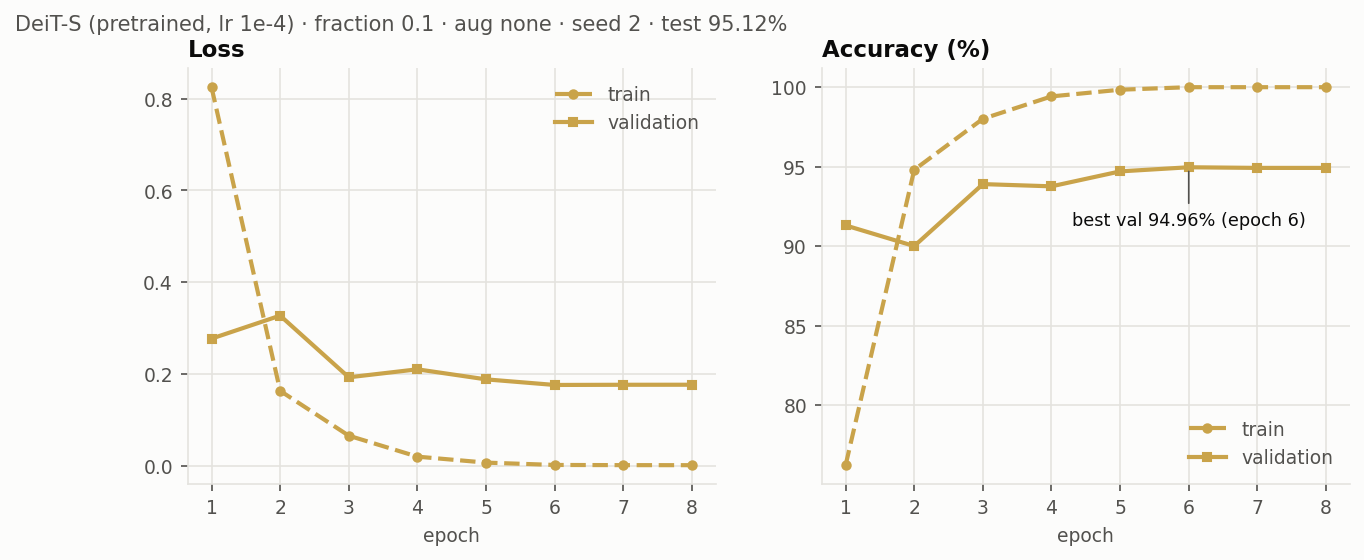 DeiT-S (pretrained, lr 1e-4) · fraction 0.1 · aug none · seed 2 · test 95.12%
Loss
0.8
0.6
0.4
0.2
0.0
train
validation
1 2 3 4 5 6 7 8
epoch
Accuracy (%)
100
95
90
85
80
best val 94.96% (epoch 6)
train
validation
1 2 3 4 5 6 7 8
epoch